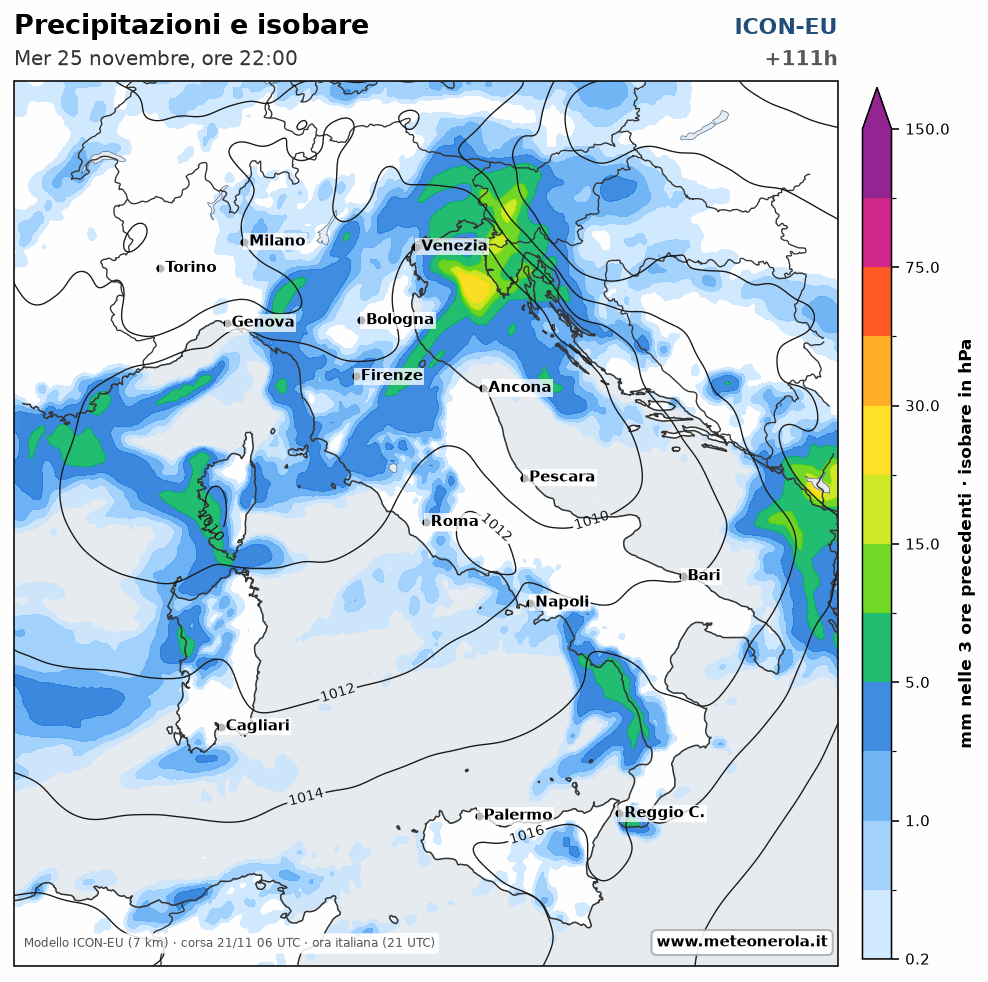 Precipitazioni e isobare
ICON-EU
Mer 25 novembre, ore 22:00
+111h
150.0
75.0
30.0
15.0
5.0
1.0
0.2
mm nelle 3 ore precedenti · isobare in hPa
Milano
Venezia
Torino
Genova
Bologna
Firenze
Ancona
Pescara
1010
1010
Roma
1012
Bari
Napoli
1012
Cagliari
1014
Palermo
Reggio C.
1016
Modello ICON-EU (7 km) · corsa 21/11 06 UTC · ora italiana (21 UTC)
www.meteonerola.it